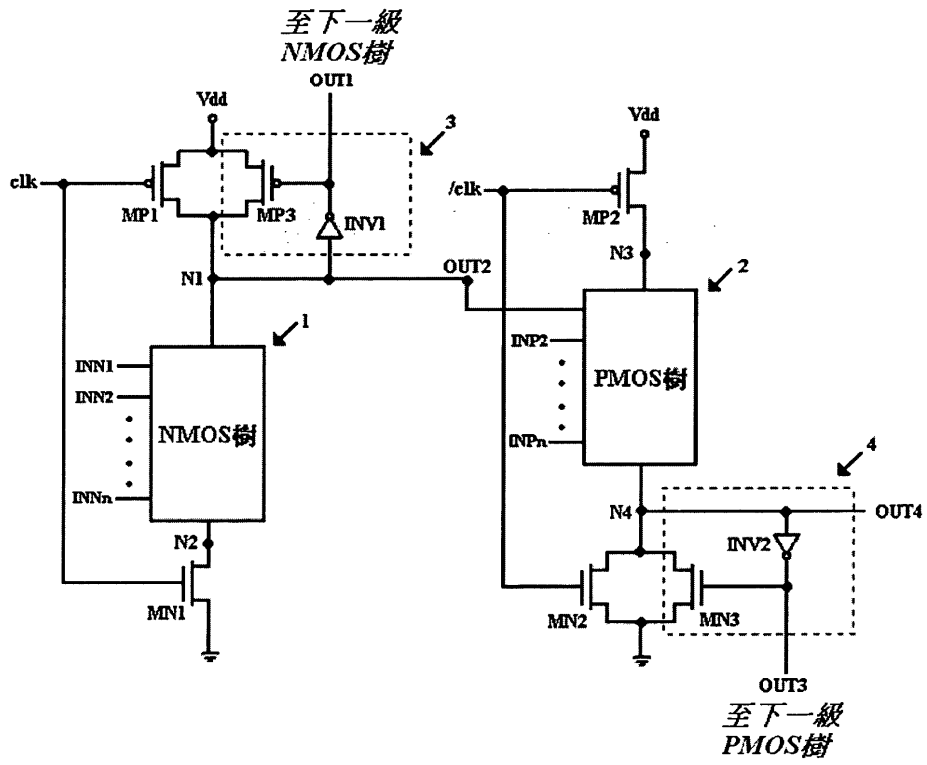 至下一級
NMOS樹
OUT1
Vdd
3
clk
MP1
MP3
INV1
N1
OUT2
1
INN1
INN2
NMOS樹
INNn
N2
MN1
Vdd
/clk
MP2
N3
2
INP2
PMOS樹
INPn
4
N4
OUT4
INV2
MN2
MN3
OUT3
至下一級
PMOS樹